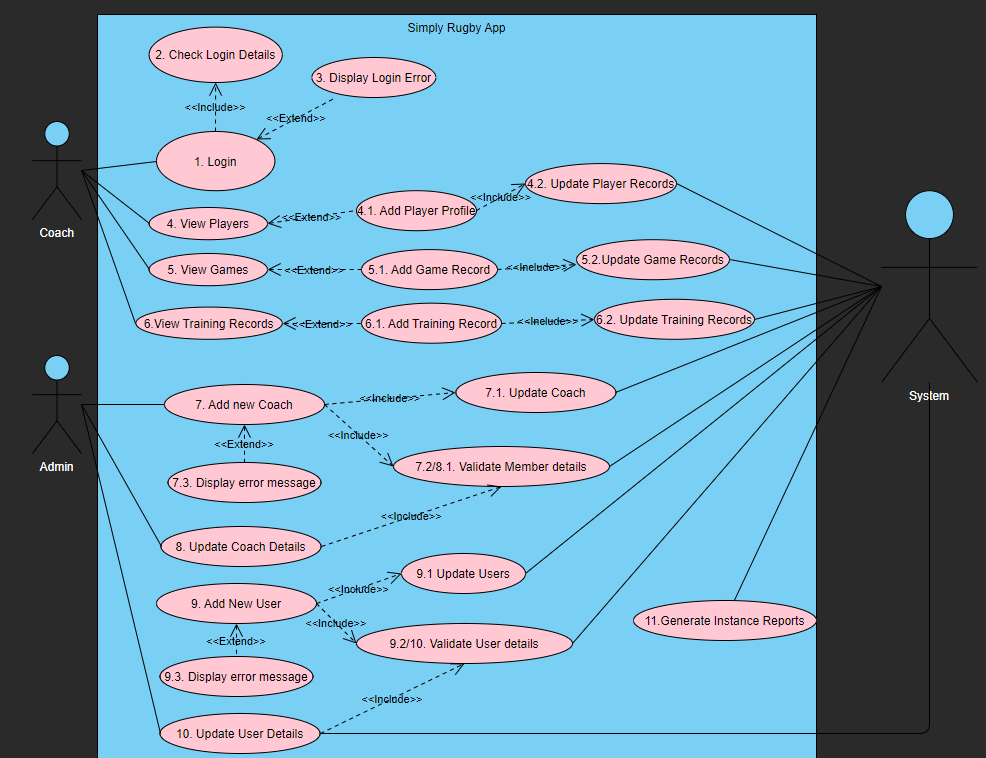 Simply Rugby App
2. Check Login Details
3. Display Login Error
<<Include>>
<<Extend>>
1. Login
Coach
4. View Players
<<Extend>>
4.1. Add Player Profile
<<Include>>
4.2. Update Player Records
5. View Games
<<Extend>>
5.1. Add Game Record
<<Include>>
5.2.Update Game Records
6.View Training Records
<<Extend>>
6.1. Add Training Record
<<Include>>
6.2. Update Training Records
System
Admin
7. Add new Coach
<<Include>>
7.1. Update Coach
<<Include>>
<<Extend>>
7.2/8.1. Validate Member details
7.3. Display error message
<<Include>>
8. Update Coach Details
9.1 Update Users
<<Include>>
9. Add New User
<<Include>>
11.Generate Instance Reports
<<Extend>>
9.2/10. Validate User details
9.3. Display error message
<<Include>>
10. Update User Details